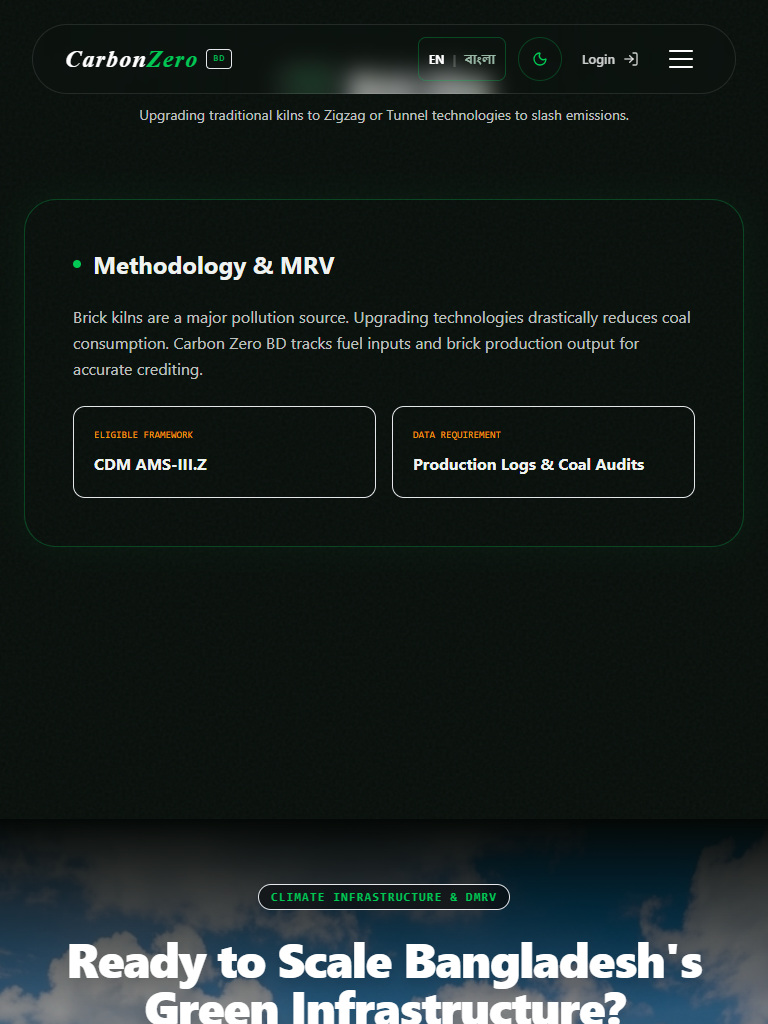 CarbonZero BD EN | বাংলা Login
Upgrading traditional kilns to Zigzag or Tunnel technologies to slash emissions.
Methodology & MRV
Brick kilns are a major pollution source. Upgrading technologies drastically reduces coal
consumption. Carbon Zero BD tracks fuel inputs and brick production output for
accurate crediting.
ELIGIBLE FRAMEWORK
CDM AMS-III.Z
DATA REQUIREMENT
Production Logs & Coal Audits
CLIMATE INFRASTRUCTURE & DMRV
Ready to Scale Bangladesh's
Green Infrastructure?